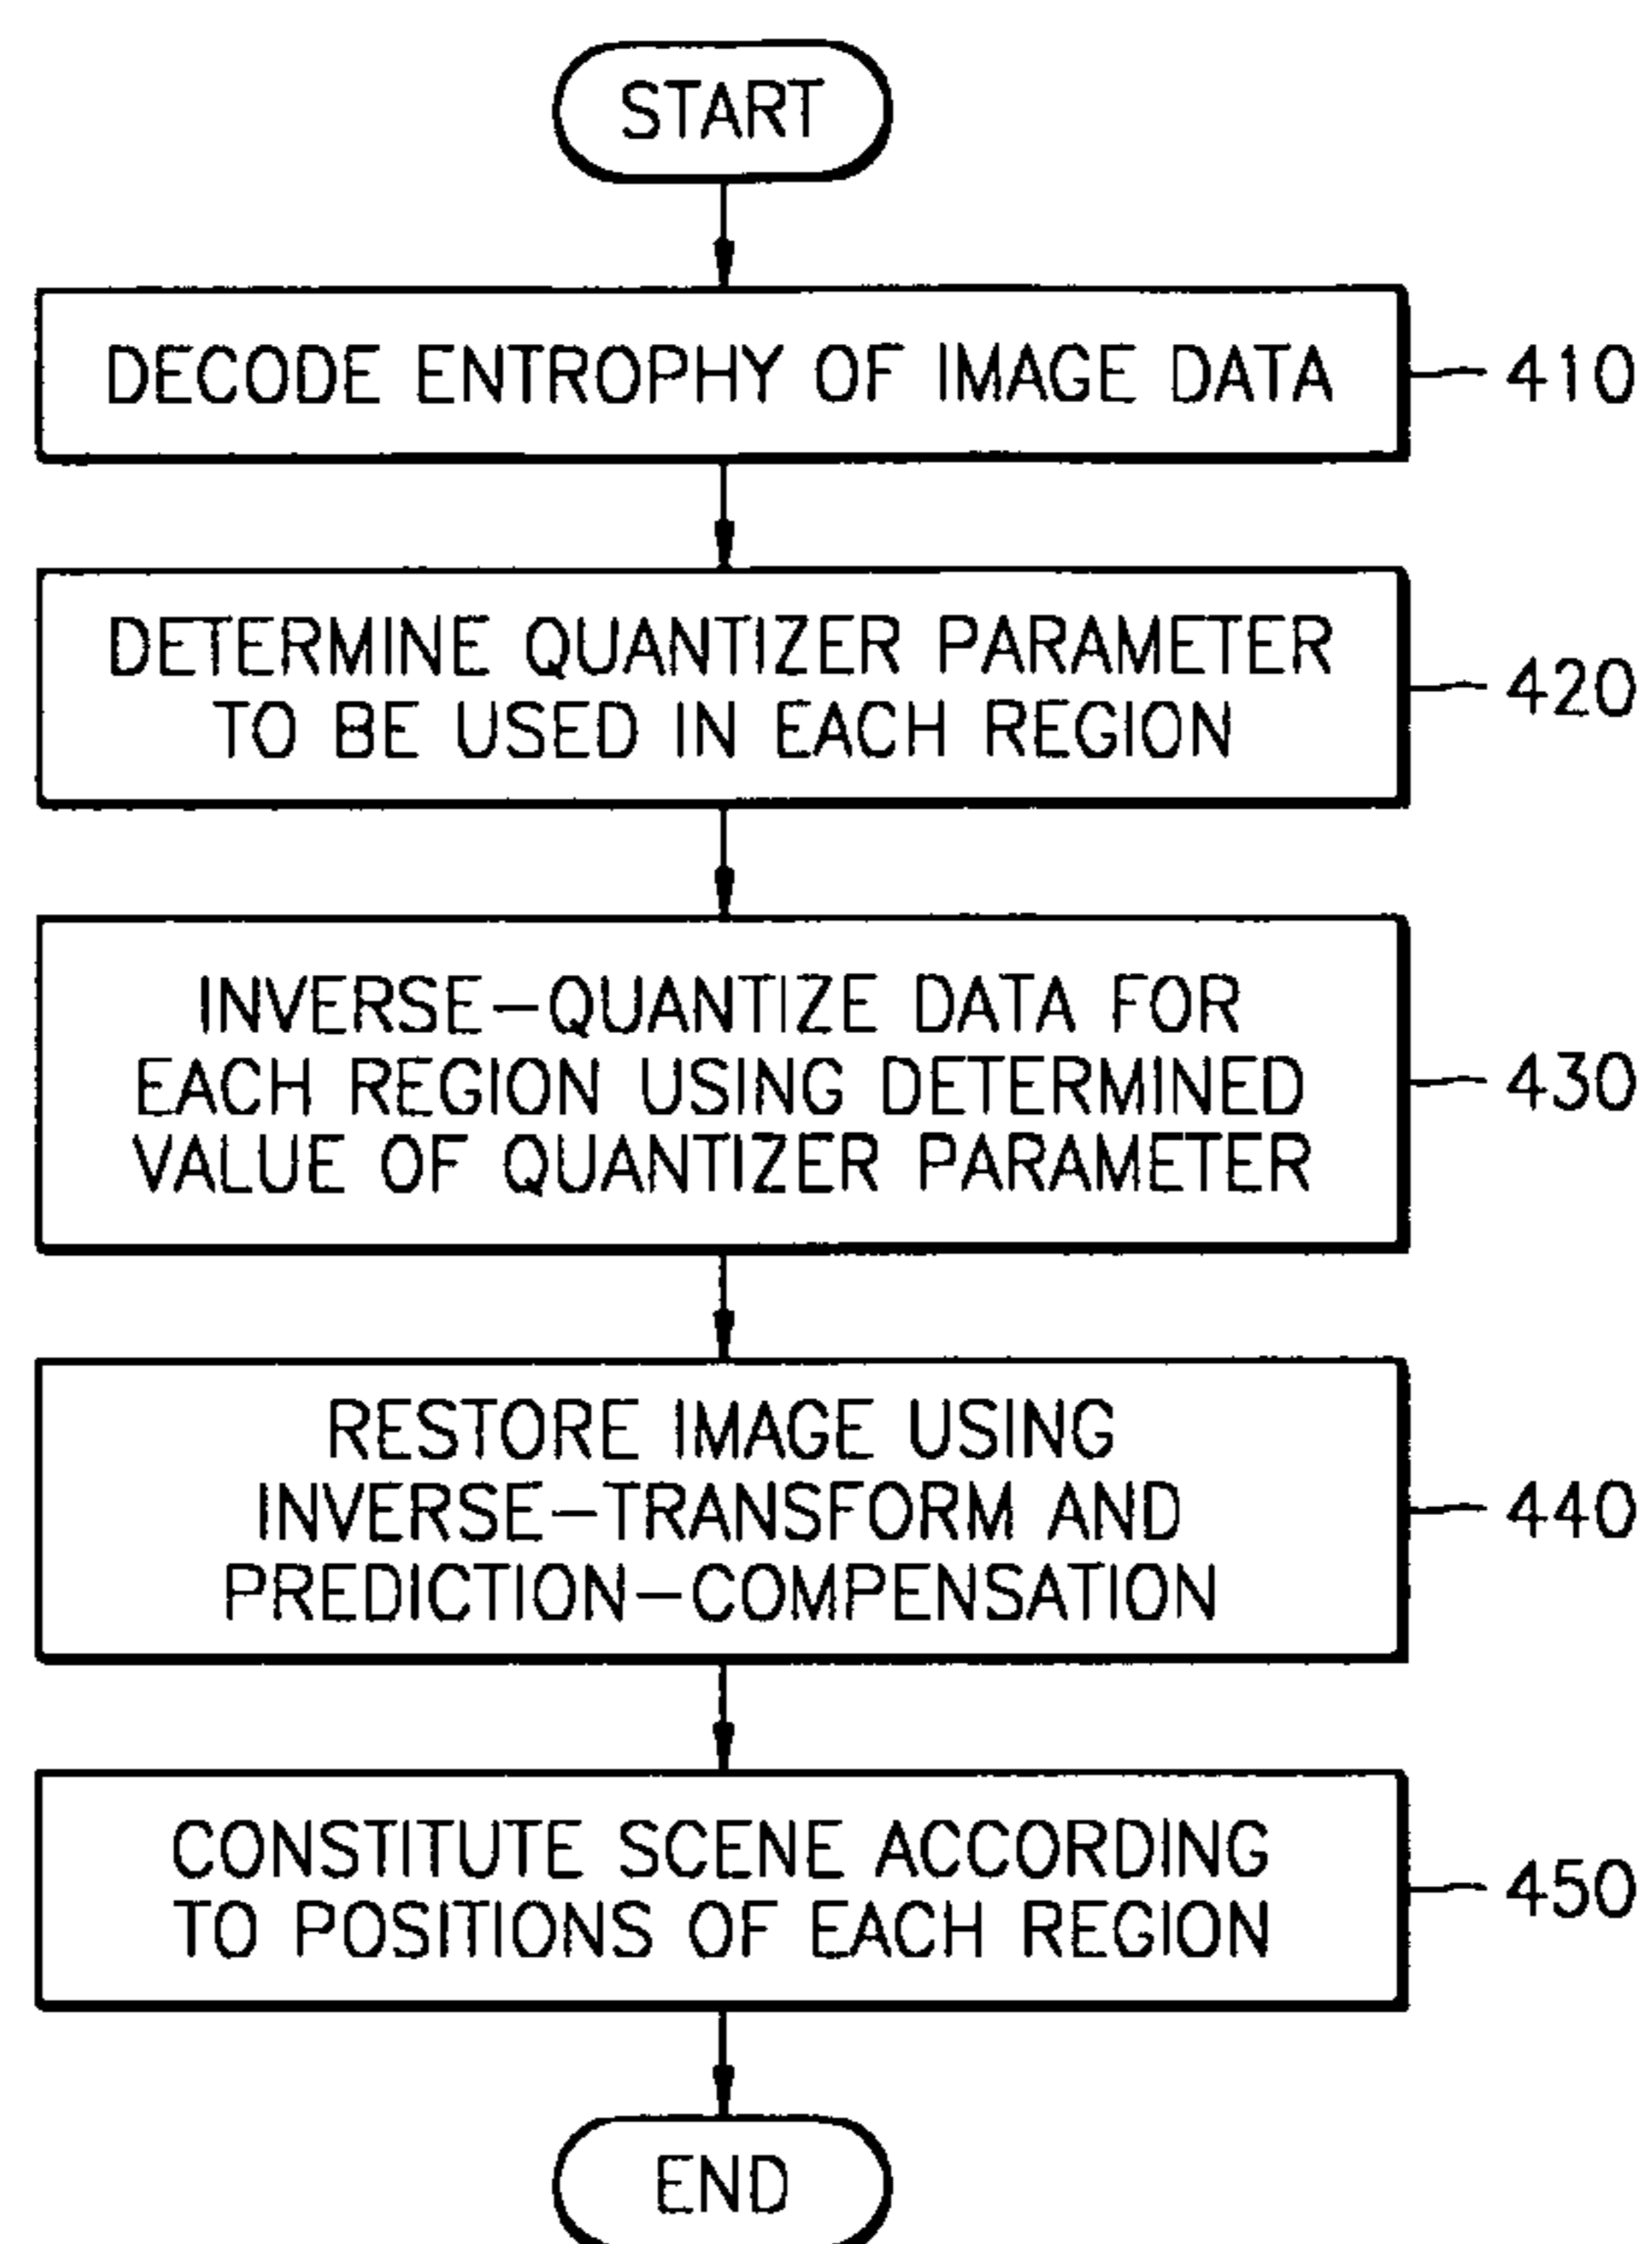 START
DECODE ENTROPHY OF IMAGE DATA
410
DETERMINE QUANTIZER PARAMETER
TO BE USED IN EACH REGION
420
INVERSE-QUANTIZE DATA FOR
EACH REGION USING DETERMINED
VALUE OF QUANTIZER PARAMETER
430
RESTORE IMAGE USING
INVERSE-TRANSFORM AND
PREDICTION-COMPENSATION
440
CONSTITUTE SCENE ACCORDING
TO POSITIONS OF EACH REGION
450
END